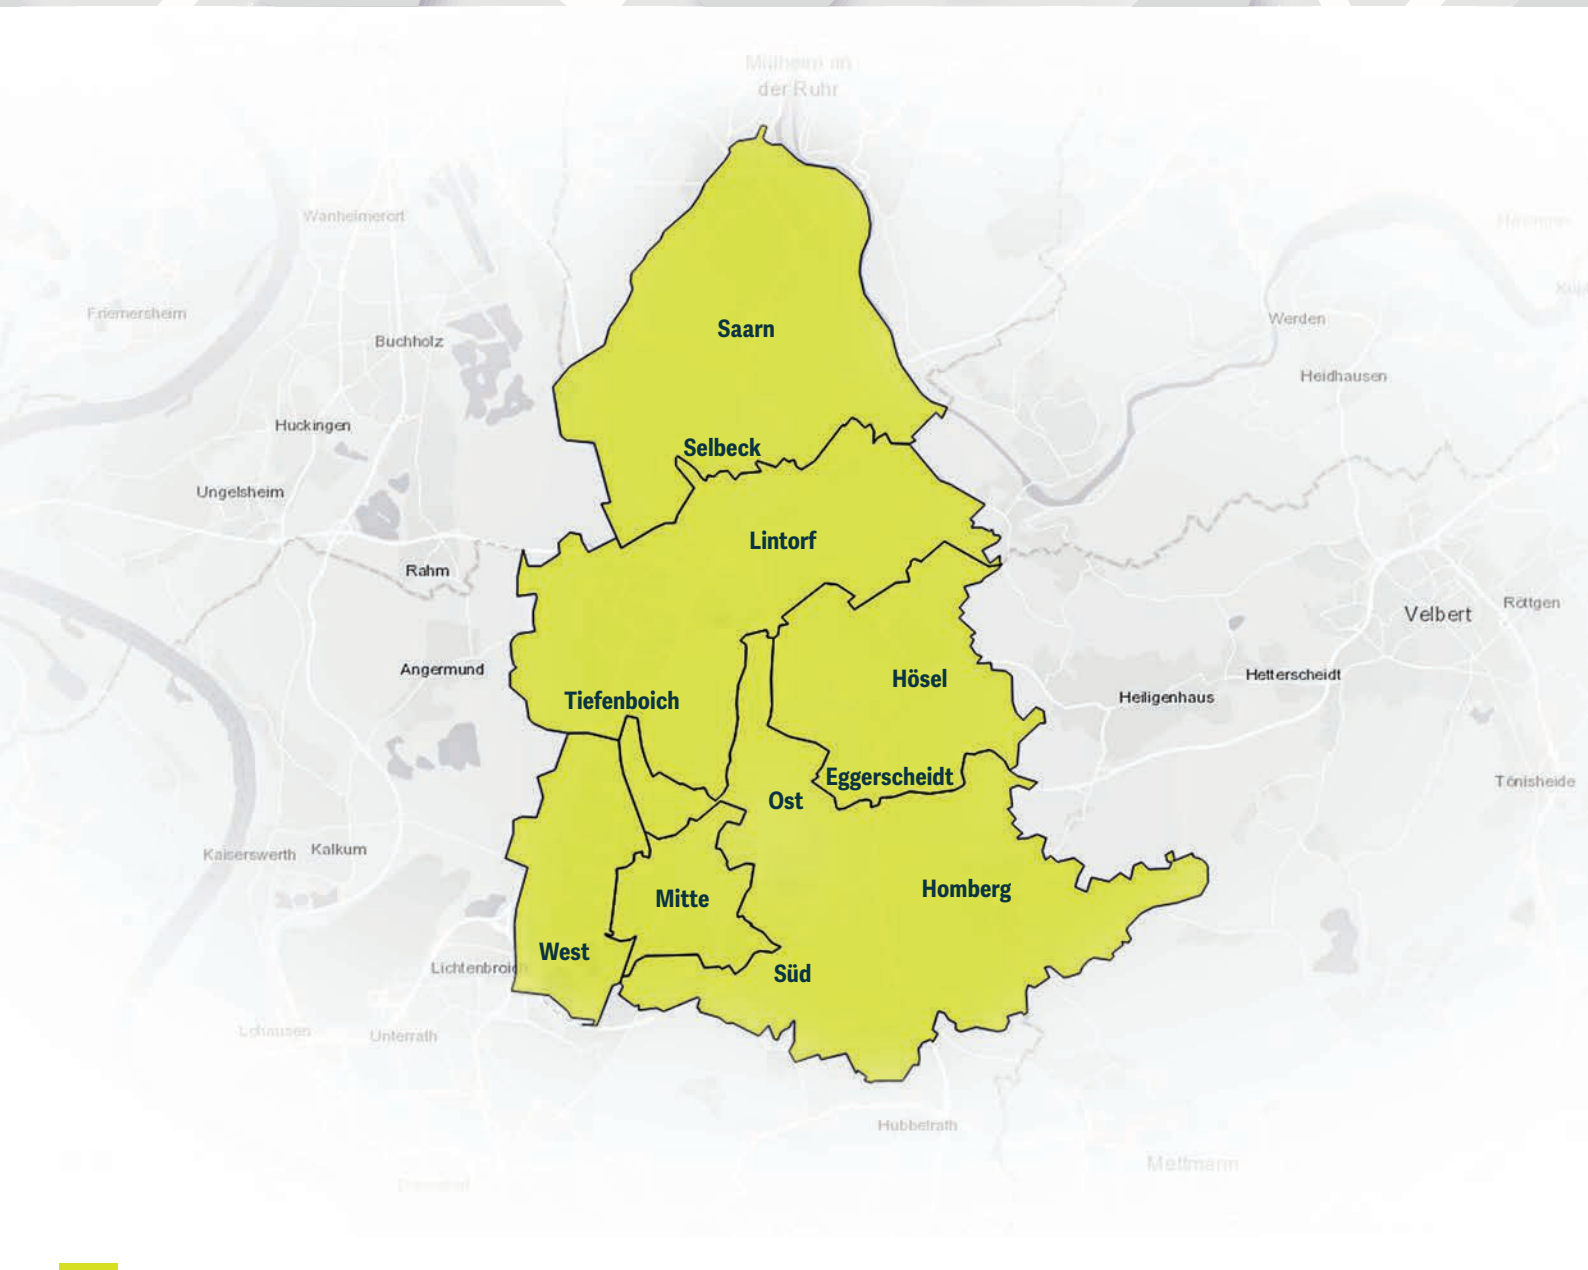 Mülheim an
der Ruhr
Wanheimerort
Friemersheim
Werden
Saarn
Buchholz
Heidhausen
Huckingen
Selbeck
Ungelsheim
Lintorf
Rahm
Röttgen
Velbert
Angermund
Hösel
Hetterscheidt
Tiefenboich
Heiligenhaus
Eggerscheidt
Tönisheide
Ost
Kalkum
Kaiserswerth
Homberg
Mitte
West
Lichtenbroich
Süd
Lohausen
Unterrath
Hubbelrath
Mettmann